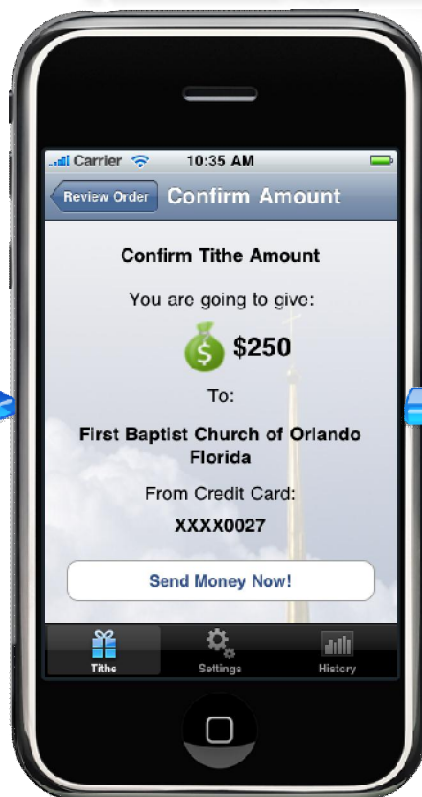 Carrier 10:35 AM
Review Order Confirm Amount
Confirm Tithe Amount
You are going to give:
$ $250
To:
First Baptist Church of Orlando
Florida
From Credit Card:
XXXX0027
Send Money Now!
Tithe Settings History